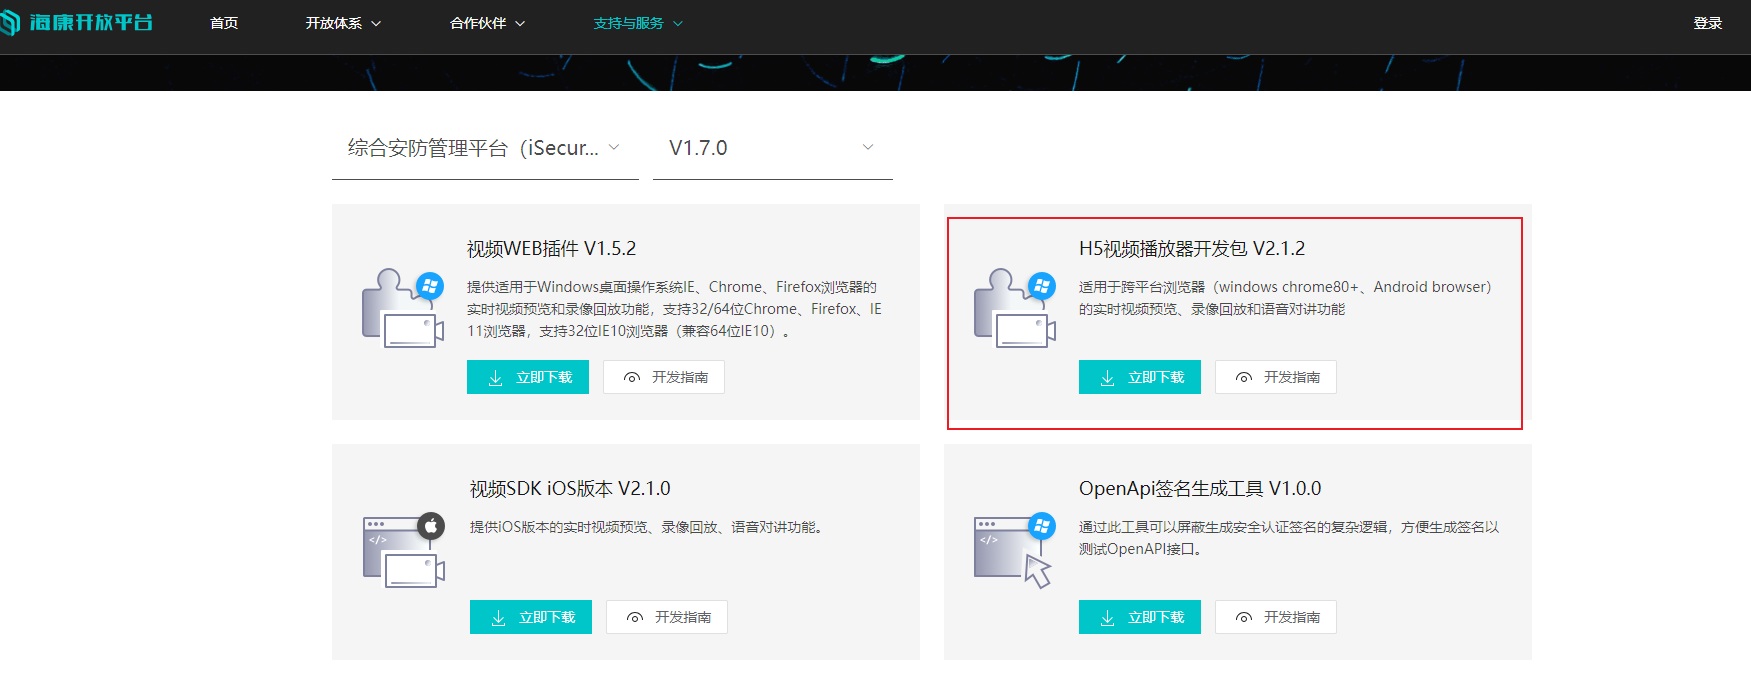 海康开放平台
首页
开放体系
合作伙伴
支持与服务
登录
综合安防管理平台（iSecur...
V1.7.0
视频WEB插件 V1.5.2
提供适用于Windows桌面操作系统IE、Chrome、Firefox浏览器的
实时视频预览和录像回放功能，支持32/64位Chrome、Firefox、IE
11浏览器，支持32位IE10浏览器（兼容64位IE10）。
立即下载
开发指南
H5视频播放器开发包 V2.1.2
适用于跨平台浏览器（windows chrome80+、Android browser）
的实时视频预览、录像回放和语音对讲功能
立即下载
开发指南
视频SDK iOS版本 V2.1.0
提供iOS版本的实时视频预览、录像回放、语音对讲功能。
</>
立即下载
开发指南
OpenApi签名生成工具 V1.0.0
通过此工具可以屏蔽生成安全认证签名的复杂逻辑，方便生成签名以
测试OpenAPI接口。
</>
立即下载
开发指南